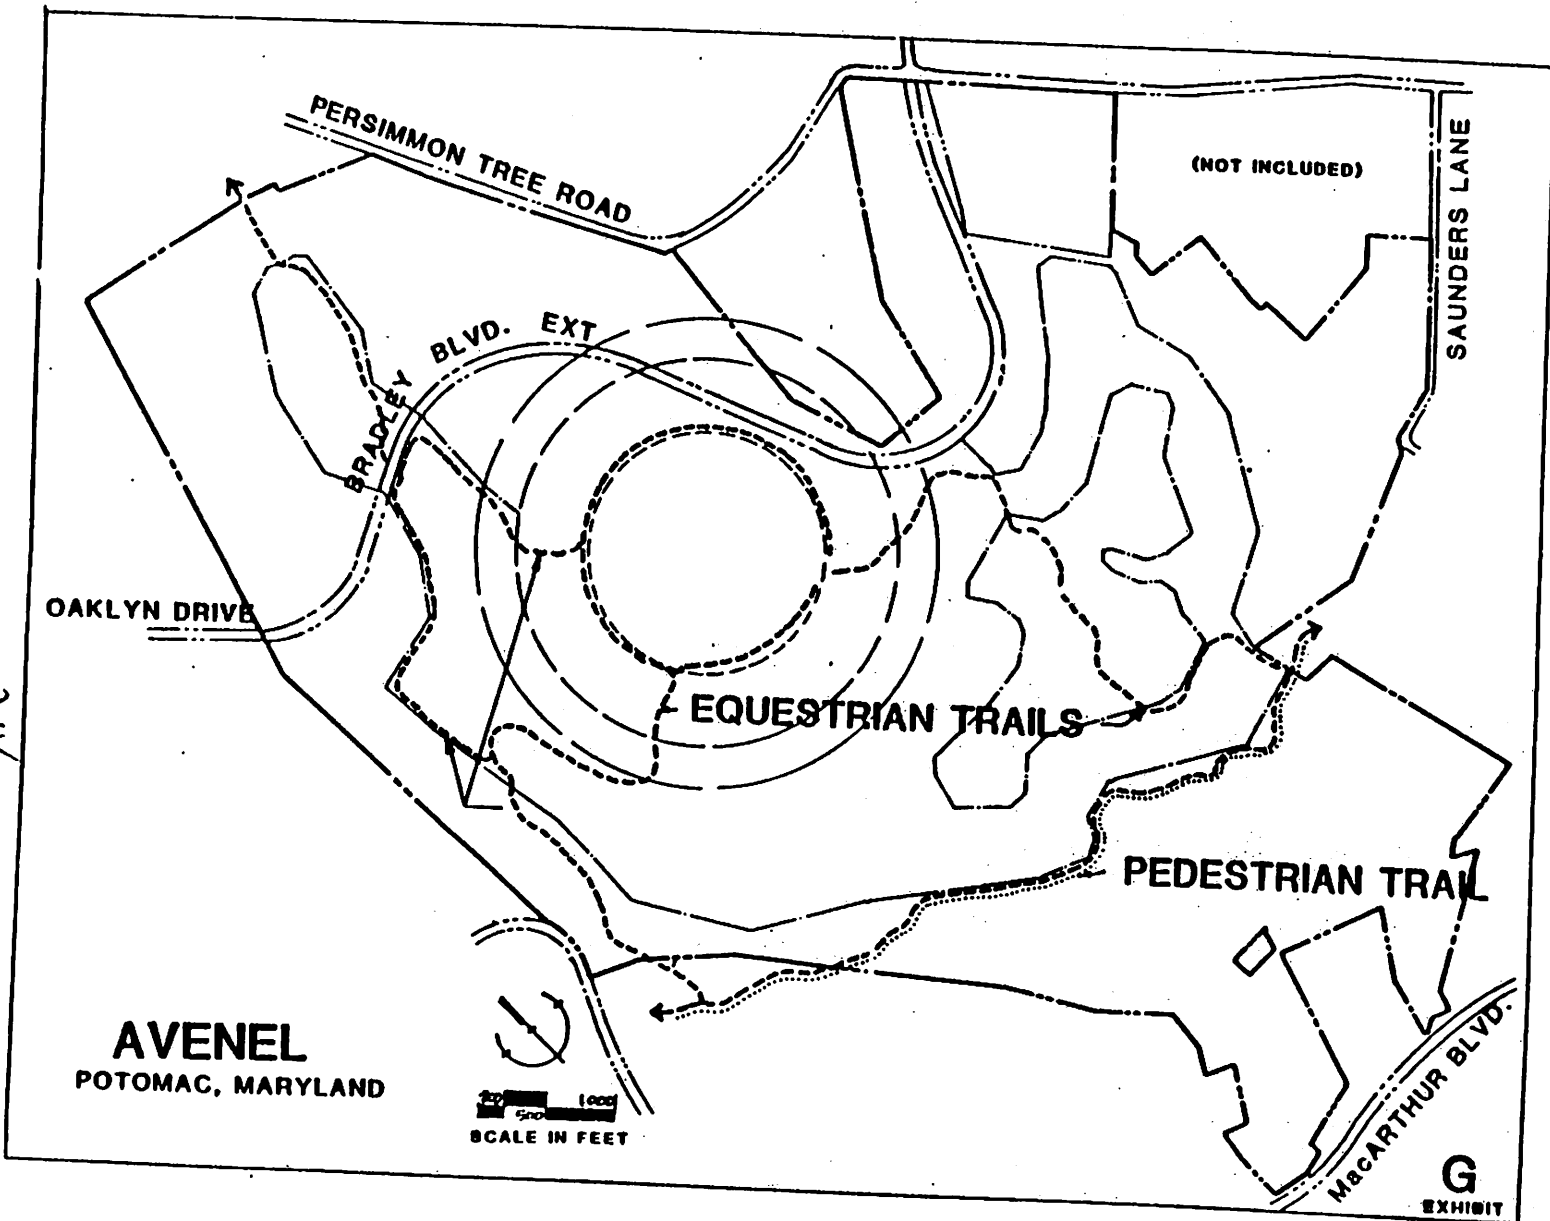 PERSIMMON TREE ROAD
(NOT INCLUDED)
SAUNDERS LANE
BRADLEY BLVD. EXT
OAKLYN DRIVE
EQUESTRIAN TRAILS
PEDESTRIAN TRAIL
AVENEL
POTOMAC, MARYLAND
1000
500
SCALE IN FEET
MacARTHUR BLVD.
G
EXHIBIT